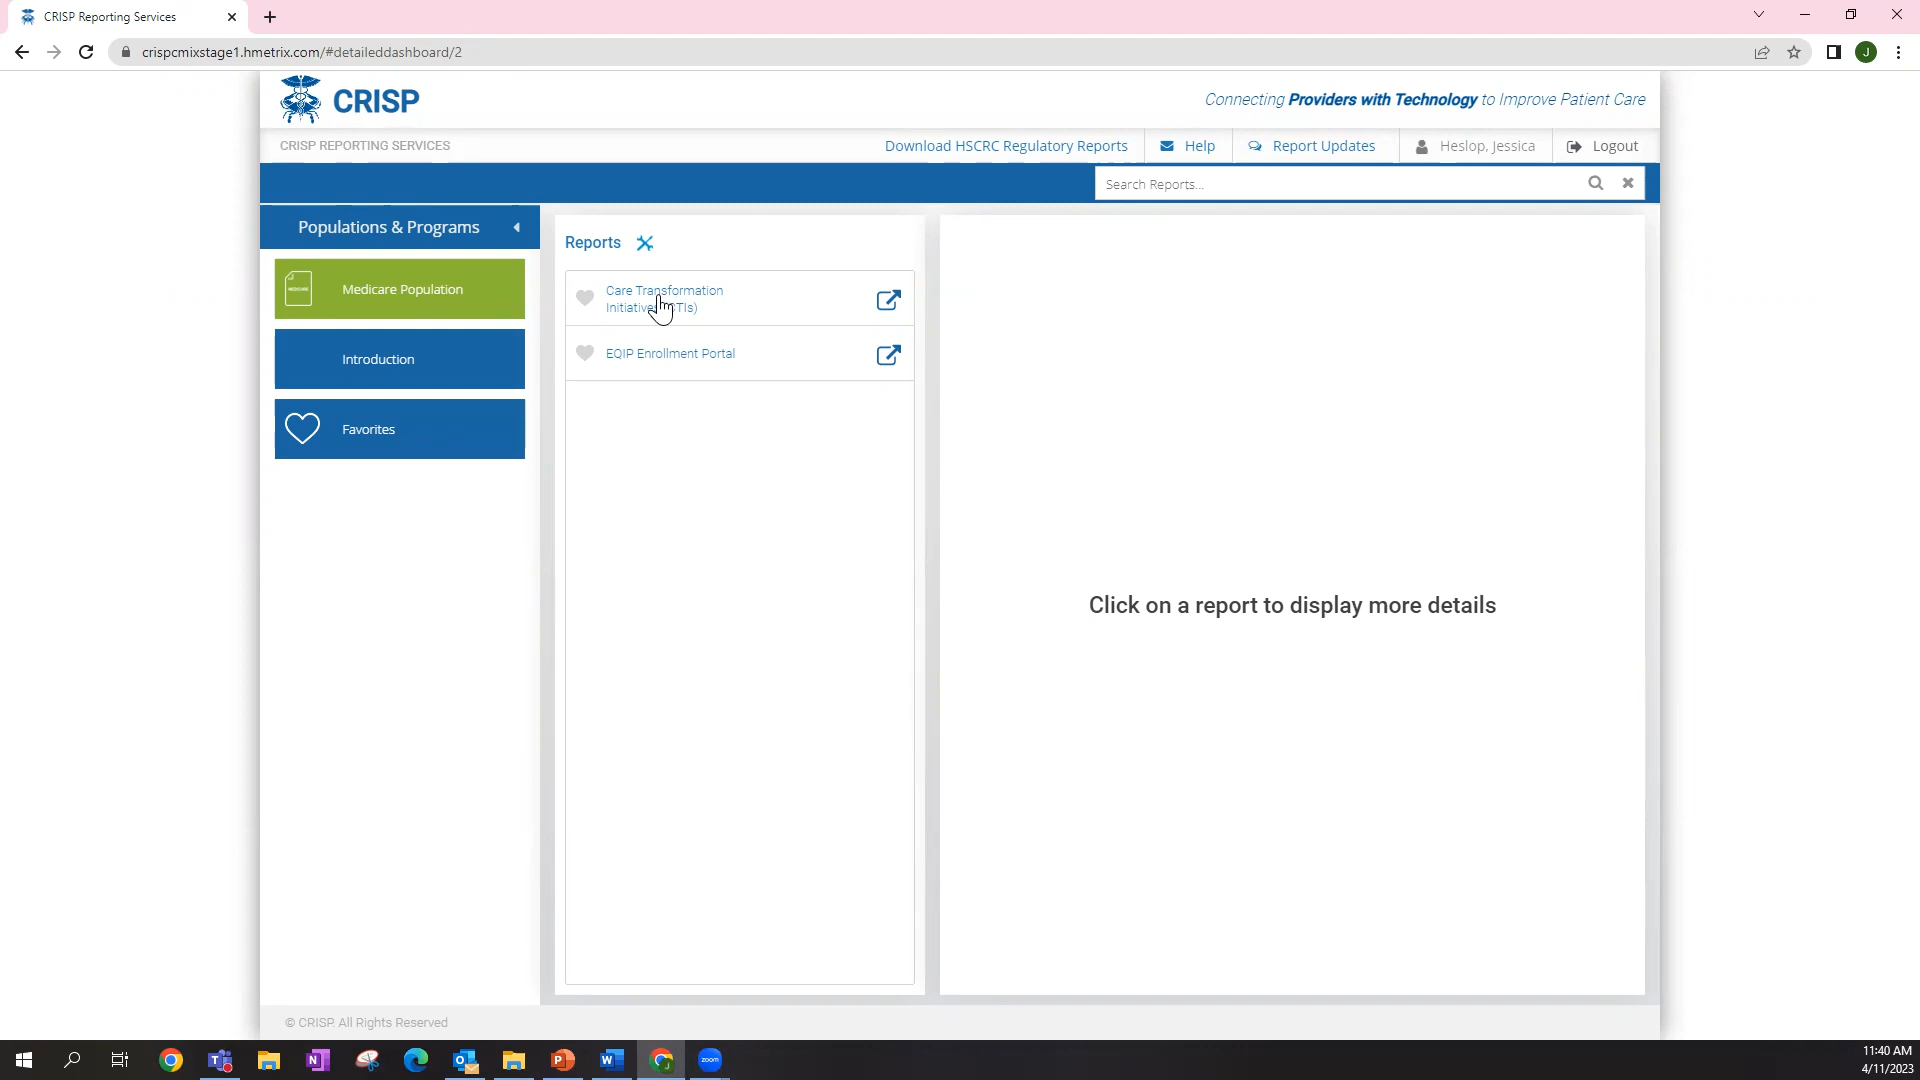 CRISP Reporting Services
crispcmixstage1.hmetrix.com/#detaileddashboard/2
J
CRISP
Connecting Providers with Technology to Improve Patient Care
CRISP REPORTING SERVICES
Download HSCRC Regulatory Reports
Help
Report Updates
Heslop, Jessica
Logout
Search Reports...
Populations & Programs
Reports
MEDICARE
Medicare Population
Introduction
Favorites
Care Transformation
EQIP Enrollment Portal
Click on a report to display more details
© CRISP. All Rights Reserved
zoom
11:40 AM
4/11/2023